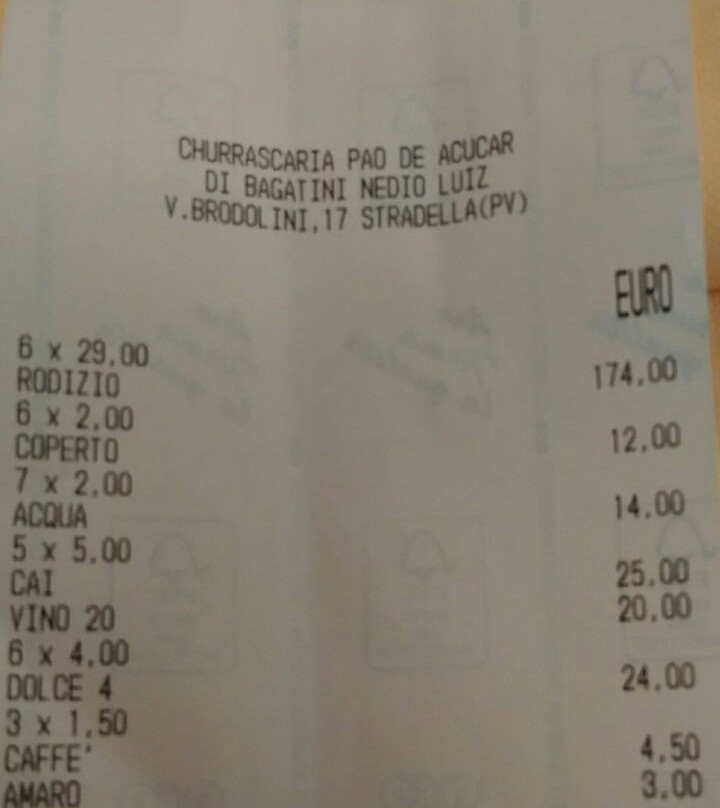 CHURRASCARIA PAO DE ACUCAR
DI BAGATINI NEDIO LUIZ
V.BRODOLINI,17 STRADELLA(PV)
EURO
6 x 29,00
RODIZIO 174,00
6 x 2,00
COPERTO 12,00
7 x 2,00
ACQUA 14,00
5 x 5,00
CAI 25,00
VINO 20 20,00
6 x 4,00
DOLCE 4 24,00
3 x 1,50
CAFFE' 4,50
AMARO 3,00